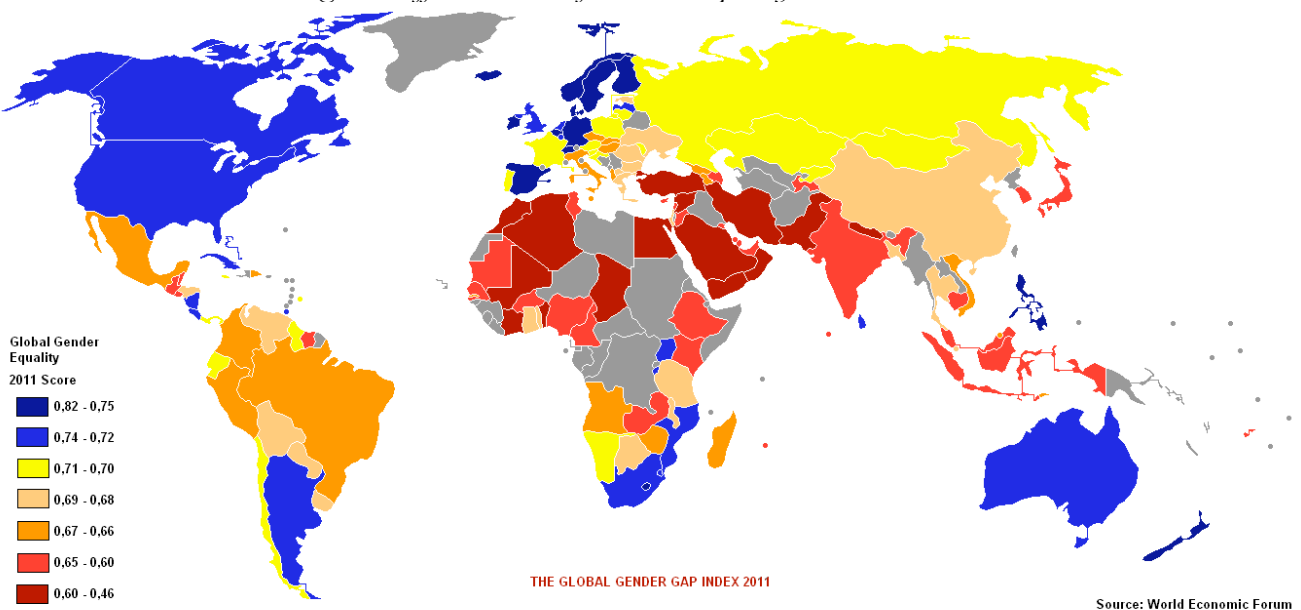 Global Gender
Equality
2011 Score
0,82 - 0,75
0,74 - 0,72
0,71 - 0,70
0,69 - 0,68
0,67 - 0,66
0,65 - 0,60
0,60 - 0,46
THE GLOBAL GENDER GAP INDEX 2011
Source: World Economic Forum